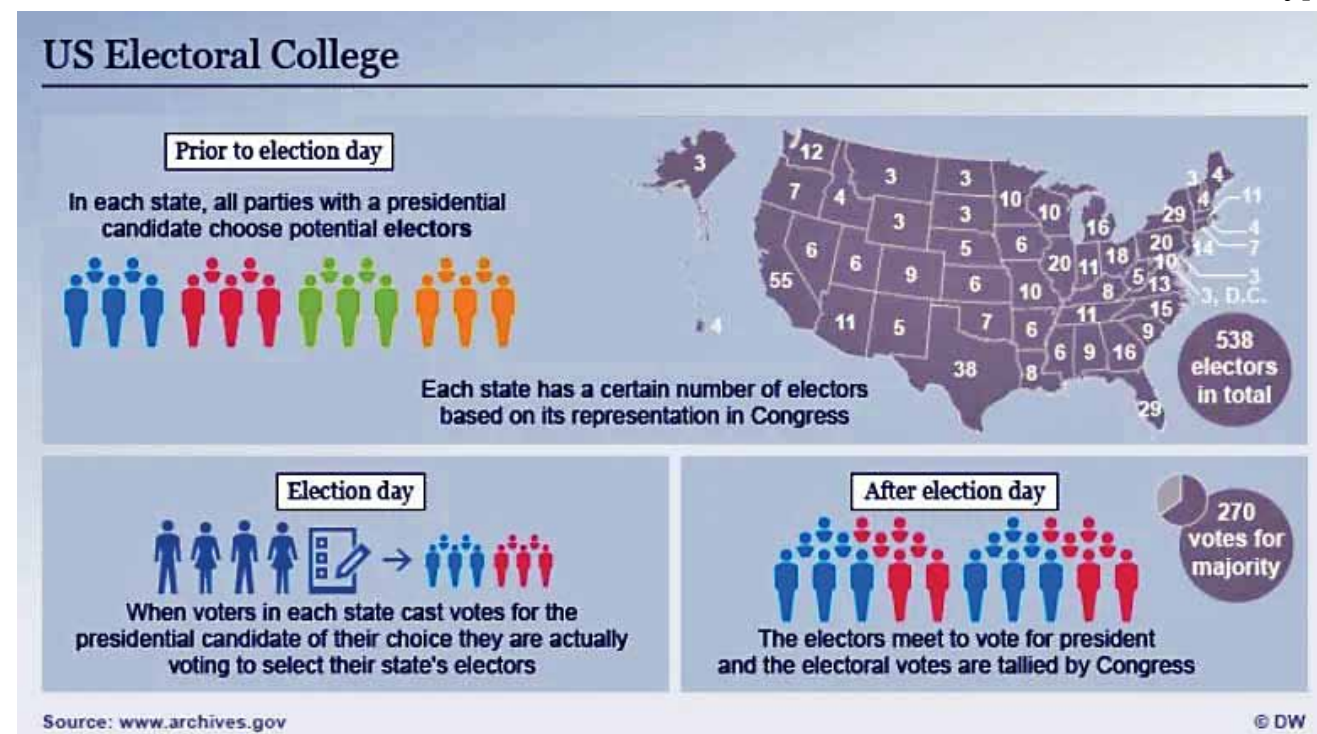 US Electoral College
Prior to election day
In each state, all parties with a presidential
candidate choose potential electors
3
12
7
4
3
3
3
3
10
10
16
3
4
4
11
29
4
7
14
3
3, D.C.
6
6
9
5
6
6
20
11
18
20
10
5
13
55
10
8
15
11
5
7
6
11
9
4
38
8
6
9
16
29
538
electors
in total
Each state has a certain number of electors
based on its representation in Congress
Election day
When voters in each state cast votes for the
presidential candidate of their choice they are actually
voting to select their state's electors
After election day
270
votes for
majority
The electors meet to vote for president
and the electoral votes are tallied by Congress
Source: www.archives.gov
© DW